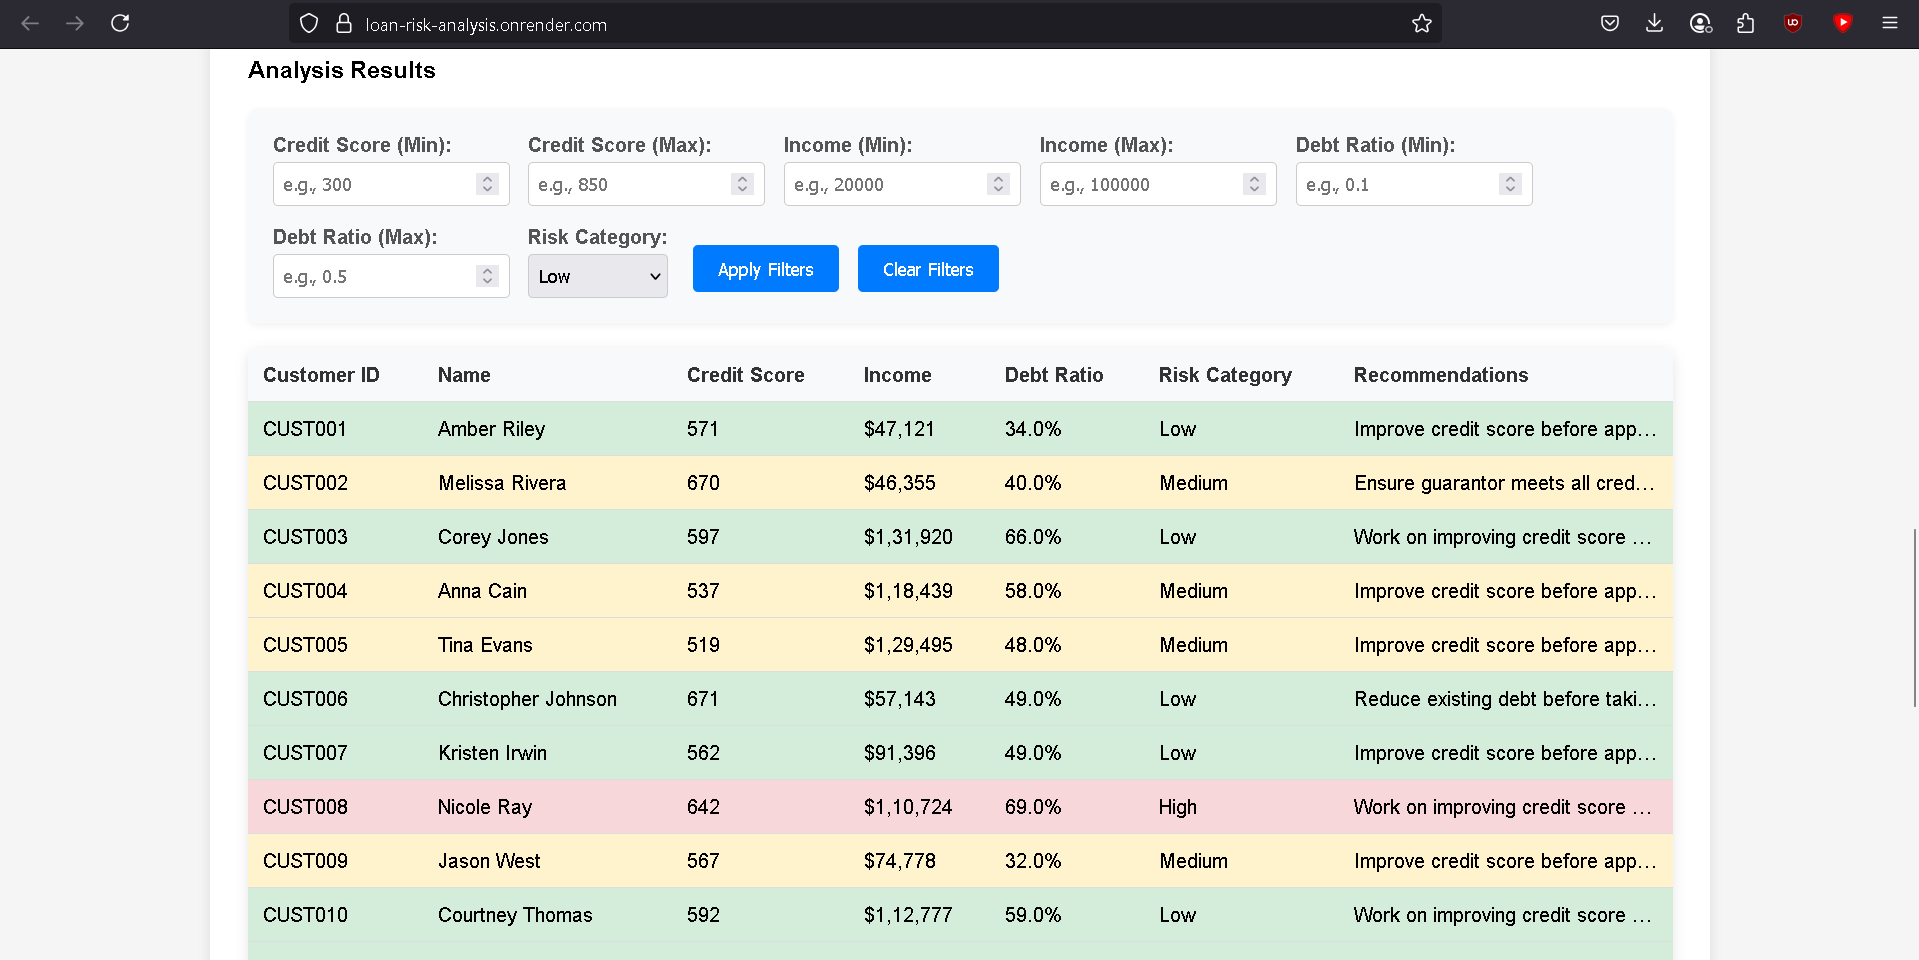 loan-risk-analysis.onrender.com
Analysis Results
Credit Score (Min): Credit Score (Max): Income (Min): Income (Max): Debt Ratio (Min):
e.g., 300 e.g., 850 e.g., 20000 e.g., 100000 e.g., 0.1
Debt Ratio (Max): Risk Category:
e.g., 0.5 Low Apply Filters Clear Filters
Customer ID Name Credit Score Income Debt Ratio Risk Category Recommendations
CUST001 Amber Riley 571 $47,121 34.0% Low Improve credit score before app...
CUST002 Melissa Rivera 670 $46,355 40.0% Medium Ensure guarantor meets all cred...
CUST003 Corey Jones 597 $1,31,920 66.0% Low Work on improving credit score ...
CUST004 Anna Cain 537 $1,18,439 58.0% Medium Improve credit score before app...
CUST005 Tina Evans 519 $1,29,495 48.0% Medium Improve credit score before app...
CUST006 Christopher Johnson 671 $57,143 49.0% Low Reduce existing debt before taki...
CUST007 Kristen Irwin 562 $91,396 49.0% Low Improve credit score before app...
CUST008 Nicole Ray 642 $1,10,724 69.0% High Work on improving credit score ...
CUST009 Jason West 567 $74,778 32.0% Medium Improve credit score before app...
CUST010 Courtney Thomas 592 $1,12,777 59.0% Low Work on improving credit score ...